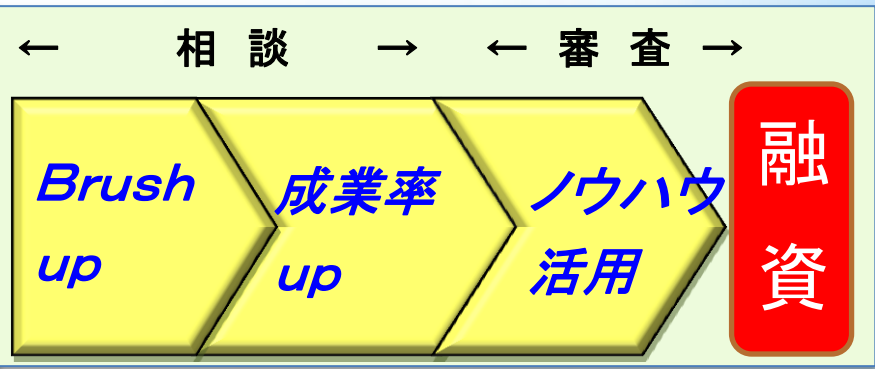 ← 相 談 → ← 審 査 →
Brush
up
成業率
up
ノウハウ
活用
融
資